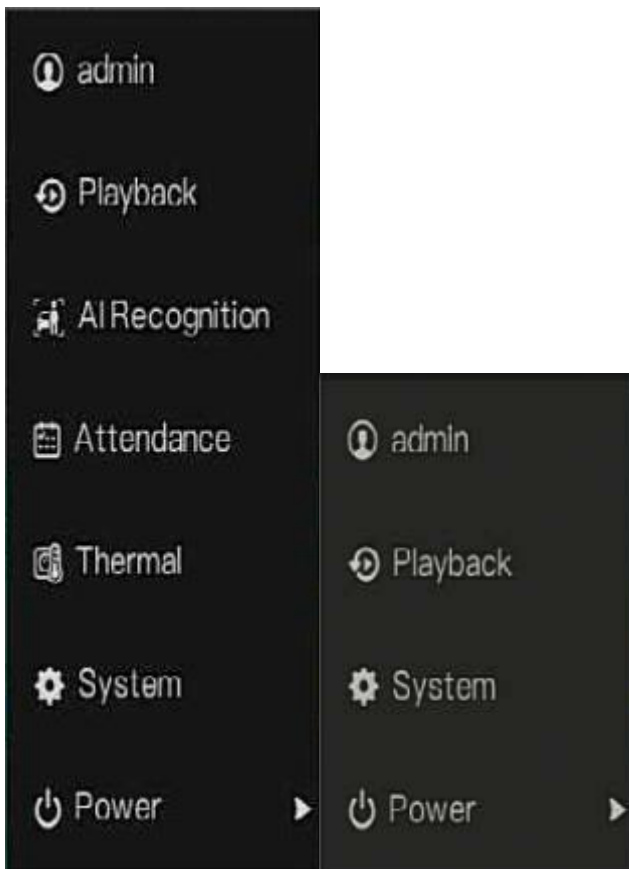 admin
Playback
AI Recognition
Attendance
Thermal
System
Power
admin
Playback
System
Power